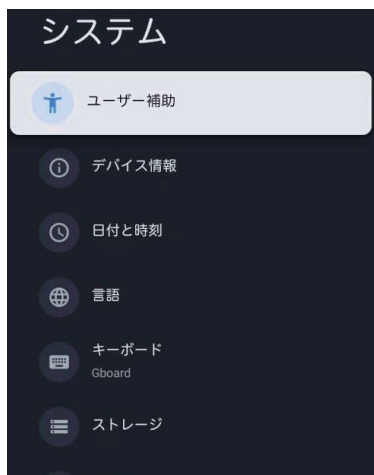 システム
ユーザー補助
デバイス情報
日付と時刻
言語
キーボード
Gboard
ストレージ